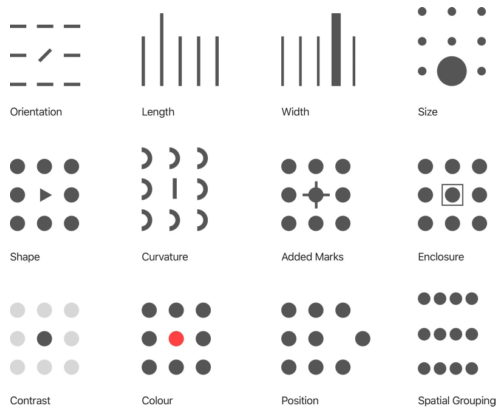 Orientation
Length
Width
Size
Shape
Curvature
Added Marks
Enclosure
Contrast
Colour
Position
Spatial Grouping